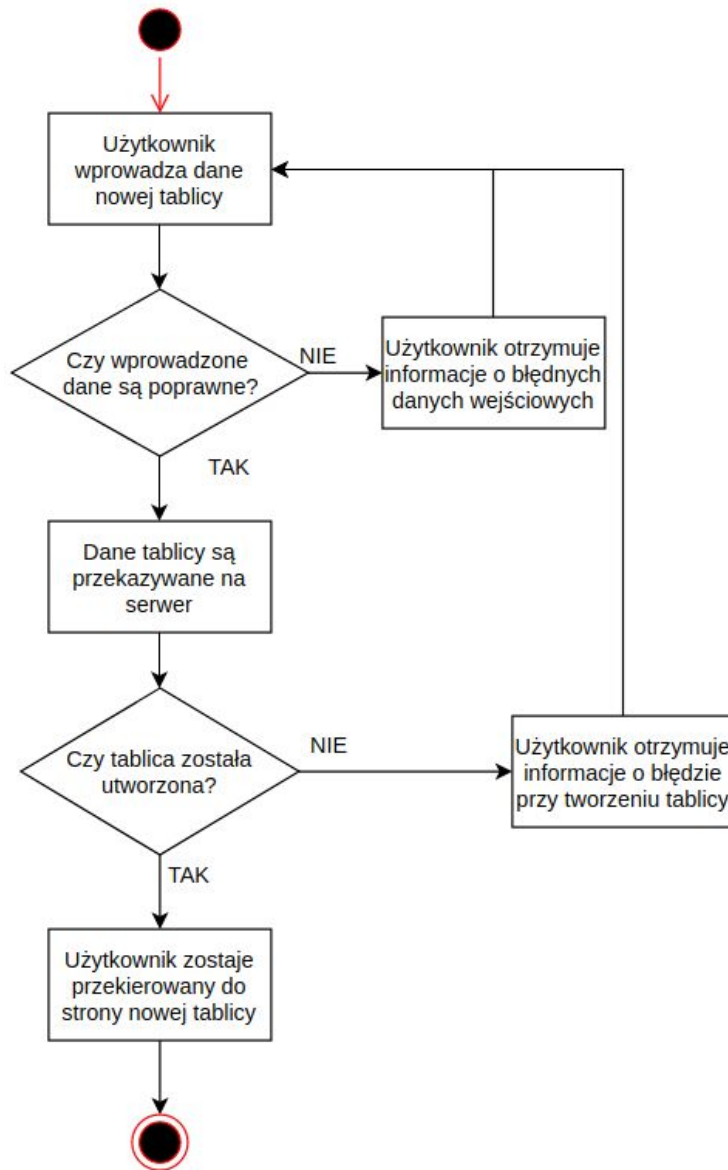 Użytkownik
wprowadza dane
nowej tablicy
Czy wprowadzone
dane są poprawne?
NIE
Użytkownik otrzymuje
informacje o błędnych
danych wejściowych
TAK
Dane tablicy są
przekazywane na
serwer
Czy tablica została
utworzona?
NIE
Użytkownik otrzymuje
informacje o błędzie
przy tworzeniu tablicy
TAK
Użytkownik zostaje
przekierowany do
strony nowej tablicy